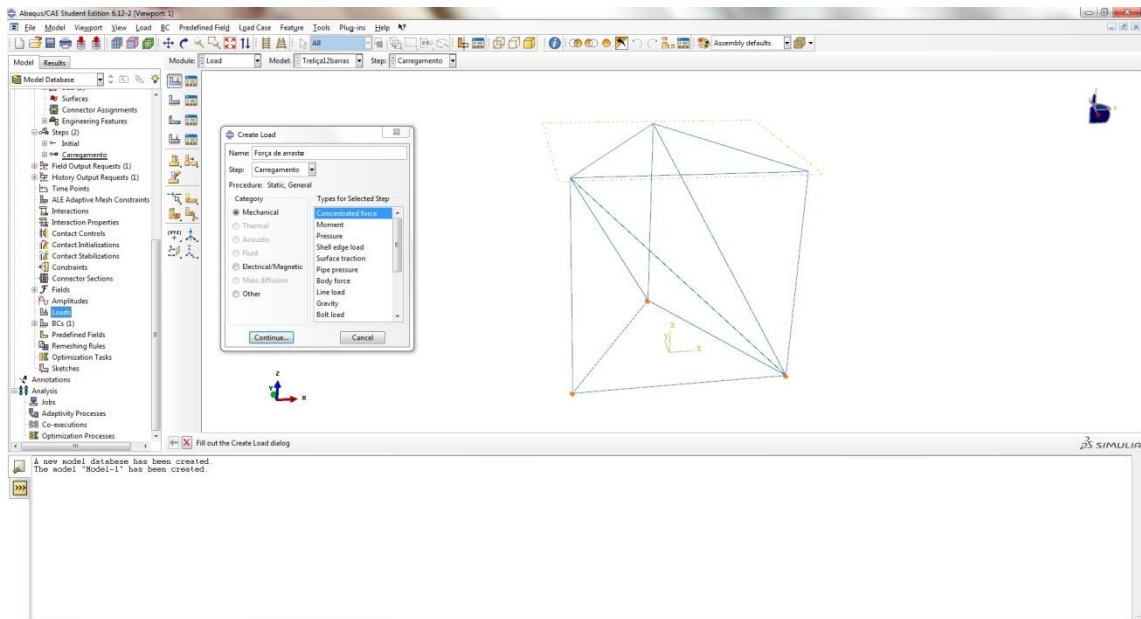 Abaqus/CAE Student Edition 6.12-2 [Viewport: 1]
File Model Viewport View Load BC Predefined Field Load Case Feature Tools Plug-ins Help
All
Assembly defaults
Model Results
Module: Load Model: Treliça12barras Step: Carregamento
Model Database
Surfaces
Connector Assignments
Engineering Features
Steps (2)
Initial
Carregamento
Field Output Requests (1)
History Output Requests (1)
Time Points
ALE Adaptive Mesh Constraints
Interactions
Interaction Properties
Contact Controls
Contact Initializations
Contact Stabilizations
Constraints
Connector Sections
Fields
Amplitudes
Loads
BCs (1)
Predefined Fields
Remeshing Rules
Optimization Tasks
Sketches
Annotations
Analysis
Jobs
Adaptivity Processes
Co-executions
Optimization Processes
Create Load
Name: Força de arrasto
Step: Carregamento
Procedure: Static, General
Category
Mechanical
Thermal
Acoustic
Fluid
Electrical/Magnetic
Mass diffusion
Other
Types for Selected Step
Concentrated force
Moment
Pressure
Shell edge load
Surface traction
Pipe pressure
Body force
Line load
Gravity
Bolt load
Continue...
Cancel
Z
Y
X
Fill out the Create Load dialog
SIMULIA
A new model database has been created.
The model "Model-1" has been created.
>>>